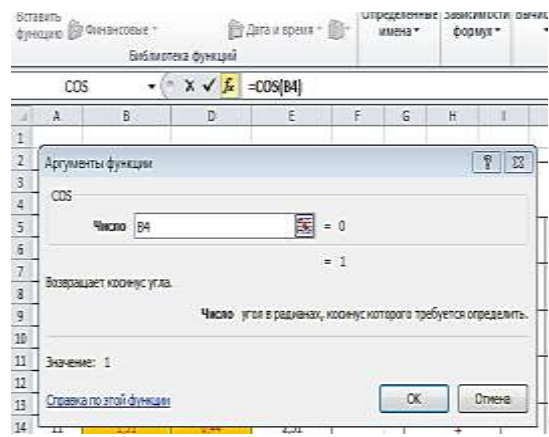 Вставить функцию
Финансовые
Дата и время
Определенные имена
Зависимости формул
Библиотека функций
COS
=COS(B4)
A B D E F G H I
1
2
Аргументы функции
3
COS
4
5
Число B4 = 0
6
= 1
7
Возвращает косинус угла.
8
9
Число угол в радианах, косинус которого требуется определить.
10
11
Значение: 1
12
13
Справка по этой функции
OK
Отмена
14